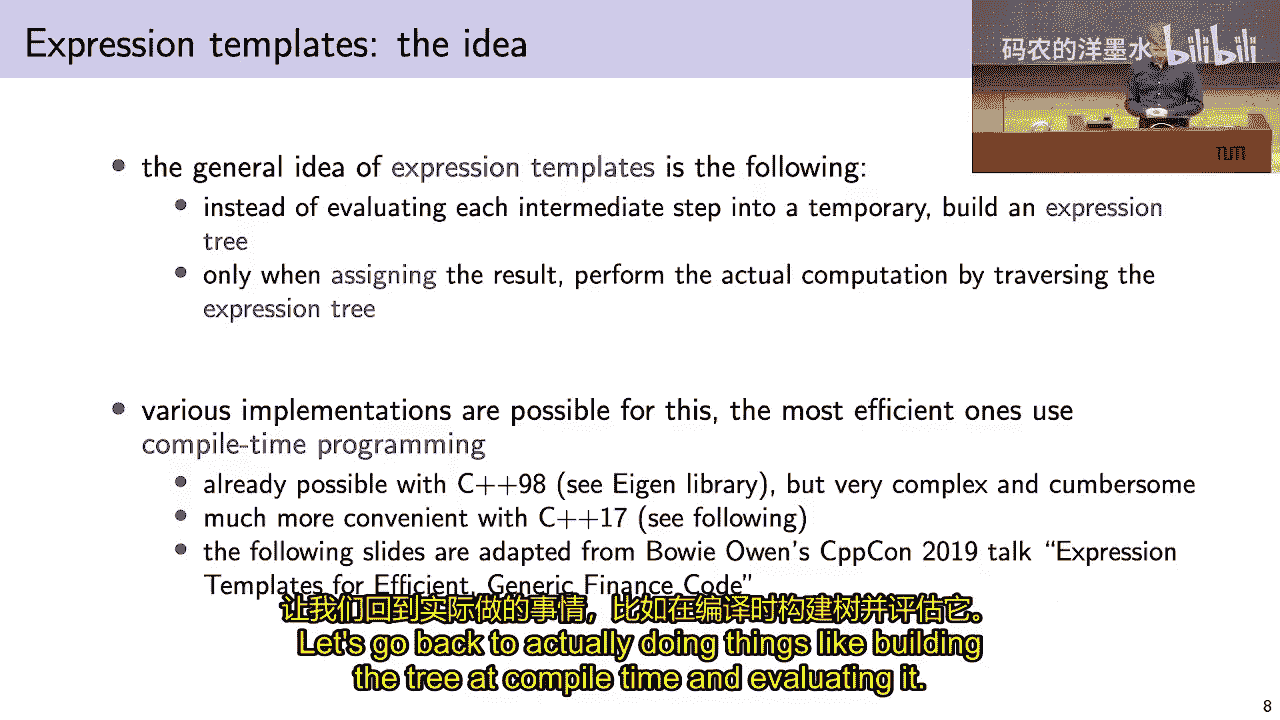 Expression templates: the idea
码农的洋墨水 bilibili
TUM
• the general idea of expression templates is the following:
• instead of evaluating each intermediate step into a temporary, build an expression
tree
• only when assigning the result, perform the actual computation by traversing the
expression tree
• various implementations are possible for this, the most efficient ones use
compile-time programming
• already possible with C++98 (see Eigen library), but very complex and cumbersome
• much more convenient with C++17 (see following)
• the following slides are adapted from Bowie Owen's CppCon 2019 talk “Expression
Templates for Efficient, Generic Finance Code”
让我们回到实际做的事情，比如在编译时构建树并评估它。
Let's go back to actually doing things like building
the tree at compile time and evaluating it.
8